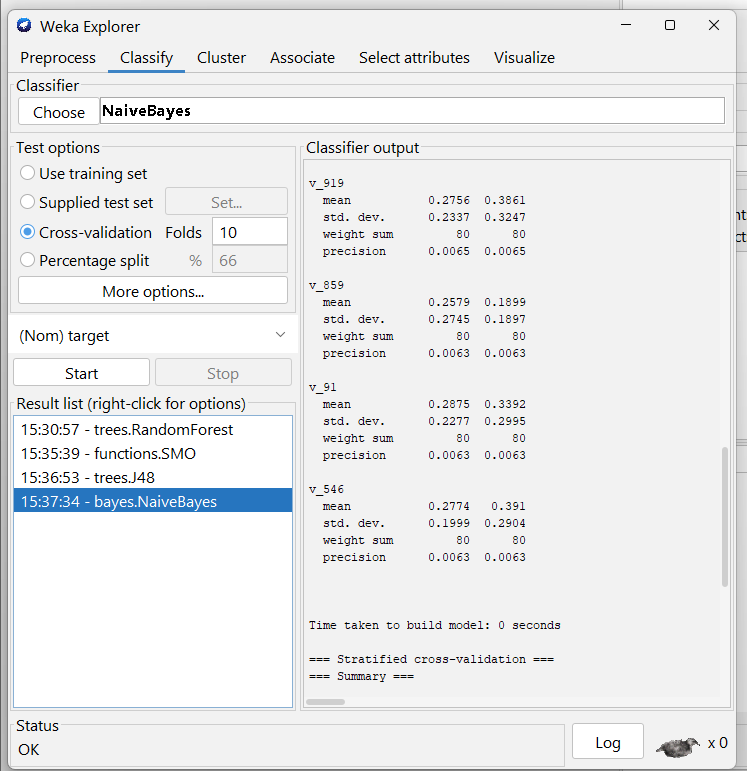 Weka Explorer
Preprocess Classify Cluster Associate Select attributes Visualize
Classifier
Choose NaiveBayes
Test options
Use training set
Supplied test set Set...
Cross-validation Folds 10
Percentage split % 66
More options...
(Nom) target
Start Stop
Result list (right-click for options)
15:30:57 - trees.RandomForest
15:35:39 - functions.SMO
15:36:53 - trees.J48
15:37:34 - bayes.NaiveBayes
Classifier output
v_919
mean 0.2756 0.3861
std. dev. 0.2337 0.3247
weight sum 80 80
precision 0.0065 0.0065
v_859
mean 0.2579 0.1899
std. dev. 0.2745 0.1897
weight sum 80 80
precision 0.0063 0.0063
v_91
mean 0.2875 0.3392
std. dev. 0.2277 0.2995
weight sum 80 80
precision 0.0063 0.0063
v_546
mean 0.2774 0.391
std. dev. 0.1999 0.2904
weight sum 80 80
precision 0.0063 0.0063
Time taken to build model: 0 seconds
=== Stratified cross-validation ===
=== Summary ===
Status
OK
Log x 0